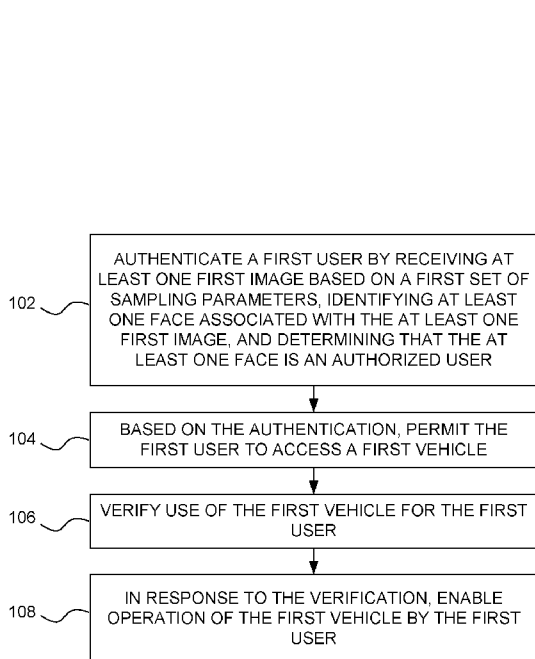 102
AUTHENTICATE A FIRST USER BY RECEIVING AT
LEAST ONE FIRST IMAGE BASED ON A FIRST SET OF
SAMPLING PARAMETERS, IDENTIFYING AT LEAST
ONE FACE ASSOCIATED WITH THE AT LEAST ONE
FIRST IMAGE, AND DETERMINING THAT THE AT
LEAST ONE FACE IS AN AUTHORIZED USER
104
BASED ON THE AUTHENTICATION, PERMIT THE
FIRST USER TO ACCESS A FIRST VEHICLE
106
VERIFY USE OF THE FIRST VEHICLE FOR THE FIRST
USER
108
IN RESPONSE TO THE VERIFICATION, ENABLE
OPERATION OF THE FIRST VEHICLE BY THE FIRST
USER